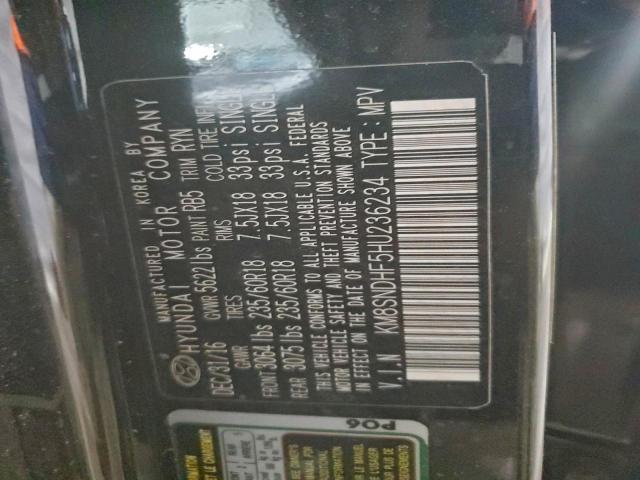 MANUFACTURED IN KOREA BY
HYUNDAI MOTOR COMPANY
DEC/31/16 GVWR 5622 lbs PAINT RB5 TRIM RYN
GAWR TIRES RIMS COLD TIRE
FRONT 3064 lbs 235/60R18 7.5JX18 33psi SINGLE
REAR 3075 lbs 235/60R18 7.5JX18 33psi SINGLE
THIS VEHICLE CONFORMS TO ALL APPLICABLE U.S.A. FEDERAL
MOTOR VEHICLE SAFETY AND THEFT PREVENTION STANDARDS
IN EFFECT ON THE DATE OF MANUFACTURE SHOWN ABOVE
V.I.N KM8SNDHF5HU236234 TYPE : MPV
P06